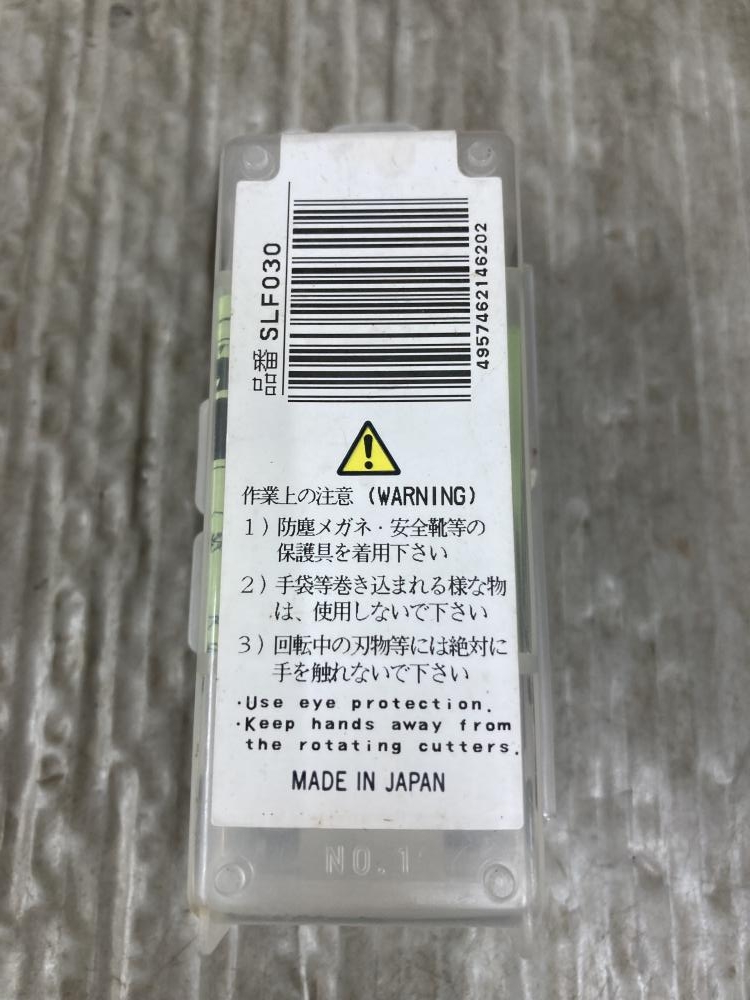 品番 SLF030
4957462146202
作業上の注意 (WARNING)
1) 防塵メガネ・安全靴等の
保護具を着用下さい
2) 手袋等巻き込まれる様な物
は、使用しないで下さい
3) 回転中の刃物等には絶対に
手を触れないで下さい
·Use eye protection.
·Keep hands away from
the rotating cutters.
MADE IN JAPAN
NO.1